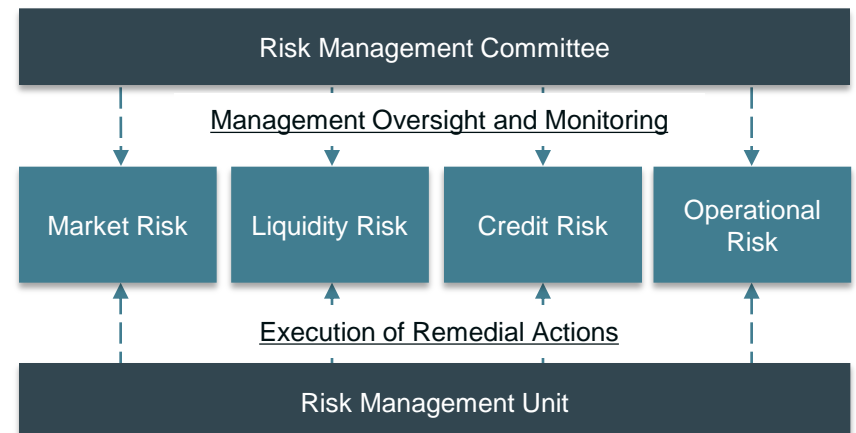 Risk Management Committee
Management Oversight and Monitoring
Market Risk
Liquidity Risk
Credit Risk
Operational
Risk
Execution of Remedial Actions
Risk Management Unit